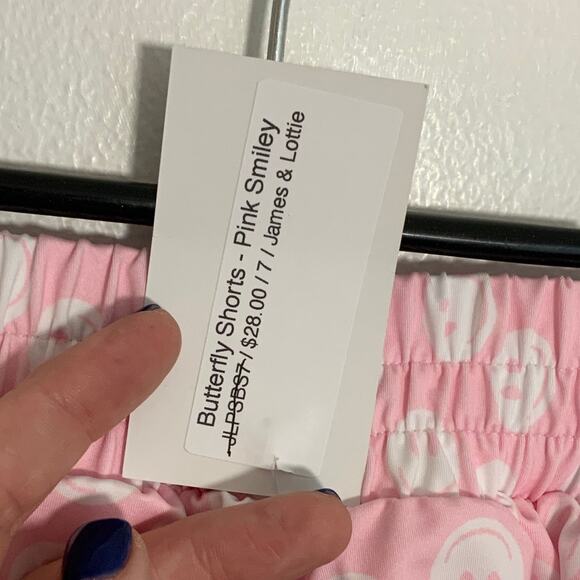 Butterfly Shorts - Pink Smiley
JLPSBS7 / $28.00 / 7 / James & Lottie